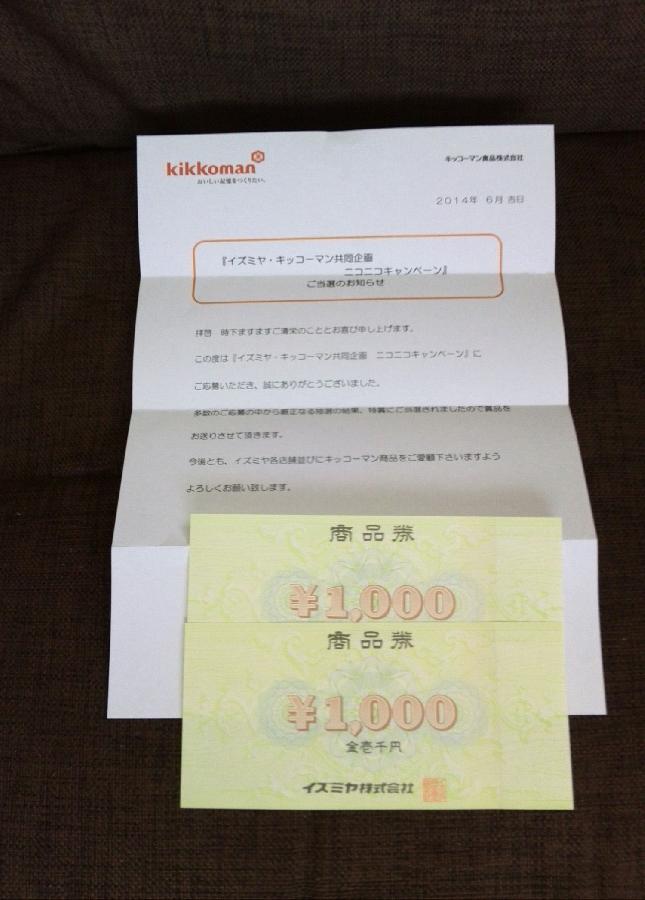 kikkoman
おいしい記憶をつくりたい。
キッコーマン食品株式会社
2014年 6月 吉日
『イズミヤ・キッコーマン共同企画
ニコニコキャンペーン』
ご当選のお知らせ
拝啓 時下ますますご清栄のこととお喜び申し上げます。
この度は『イズミヤ・キッコーマン共同企画 ニコニコキャンペーン』に
ご応募いただき、誠にありがとうございました。
多数のご応募の中から厳正なる抽選の結果、特賞にご当選されましたので賞品を
お送りさせて頂きます。
今後とも、イズミヤ各店舗並びにキッコーマン商品をご愛顧下さいますよう
よろしくお願い致します。
商品券
¥1,000
商品券
¥1,000
金壱千円
イズミヤ株式会社